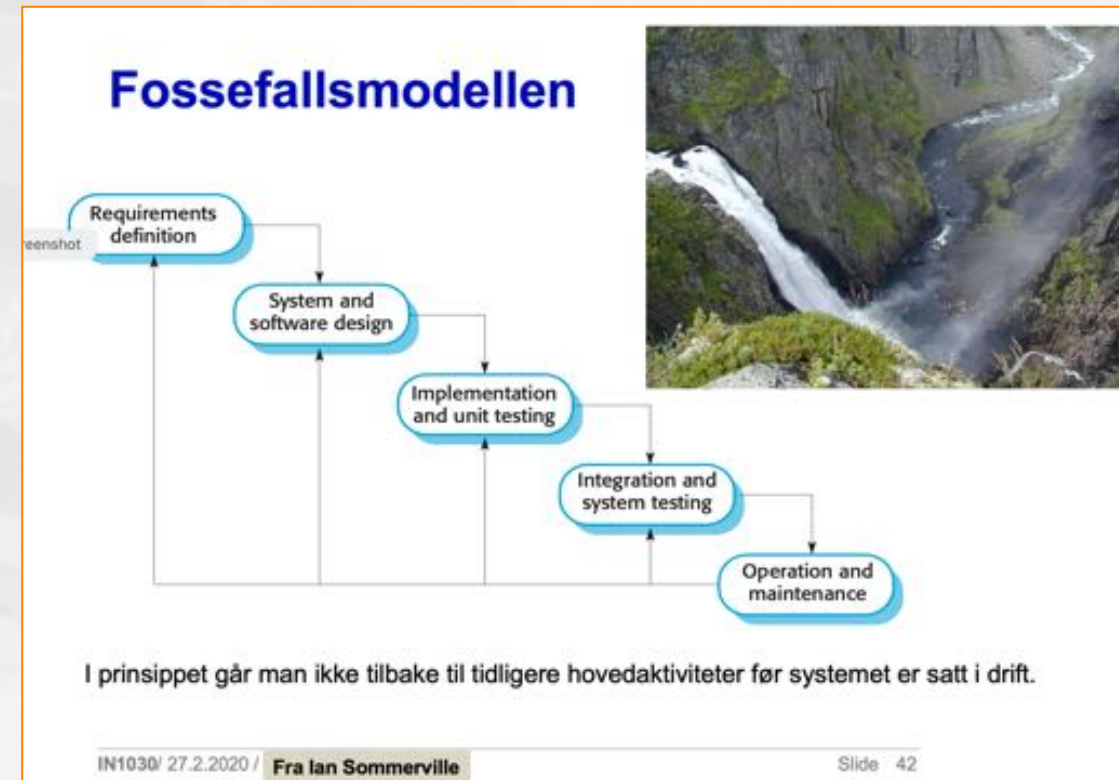 Fossefallsmodellen
Requirements
definition
reenshot
System and
software design
Implementation
and unit testing
Integration and
system testing
Operation and
maintenance
I prinsippet går man ikke tilbake til tidligere hovedaktiviteter før systemet er satt i drift.
IN1030/ 27.2.2020 / Fra Ian Sommerville Slide 42